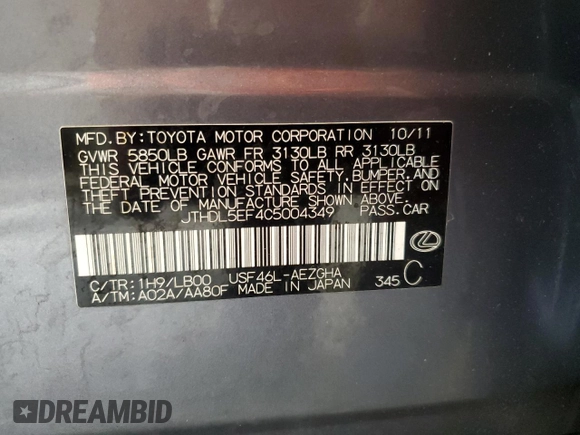 MFD.BY:TOYOTA MOTOR CORPORATION 10/11
GVWR 5850LB GAWR FR 3130LB RR 3130LB
THIS VEHICLE CONFORMS TO ALL APPLICABLE
FEDERAL MOTOR VEHICLE SAFETY,BUMPER,AND
THEFT PREVENTION STANDARDS IN EFFECT ON
THE DATE OF MANUFACTURE SHOWN ABOVE.
JTHDL5EF4C5004349 PASS.CAR
C/TR:1H9/LB00 USF46L-AEZGHA
A/TM:A02A/AA80F MADE IN JAPAN 345 C
DREAMBID